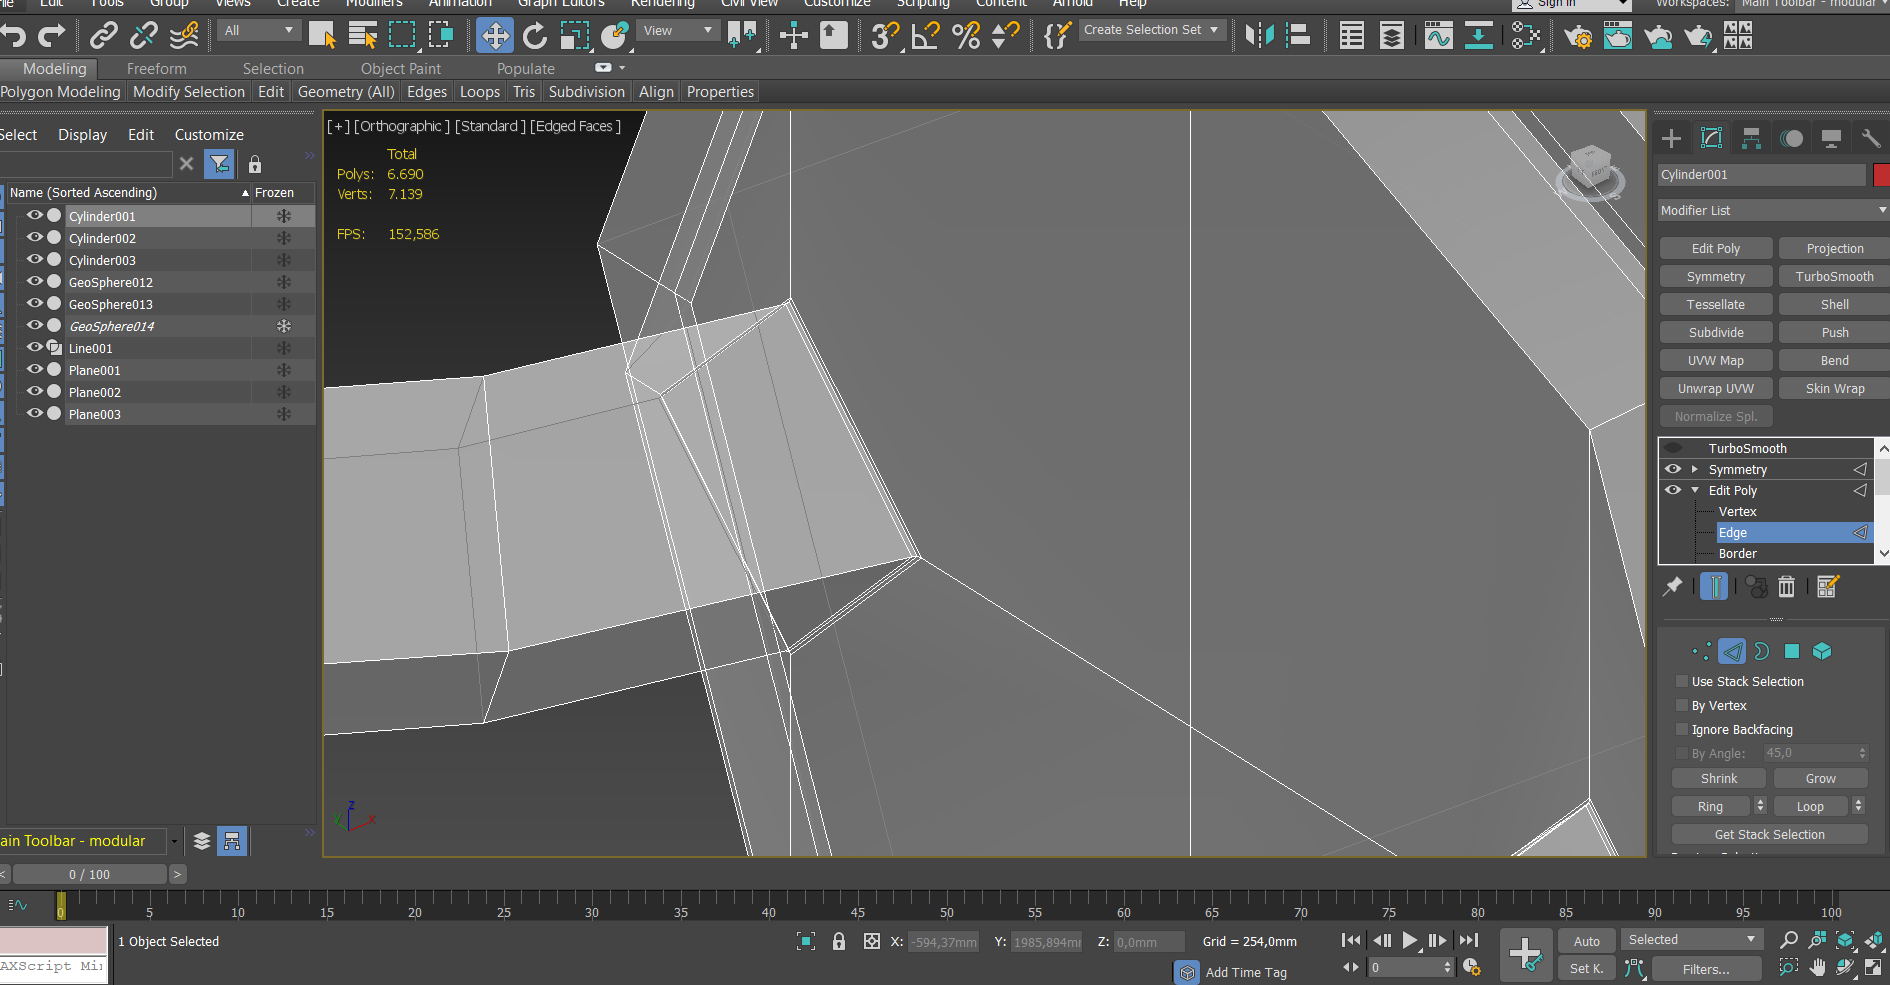 File Edit Tools Group Views Create Modifiers Animation Graph Editors Rendering Civil View Customize Scripting Content Arnold Help Sign In Workspaces: Main Toolbar - modular
All View Create Selection Set
Modeling Freeform Selection Object Paint Populate
Polygon Modeling Modify Selection Edit Geometry (All) Edges Loops Tris Subdivision Align Properties
Select Display Edit Customize
Name (Sorted Ascending) Frozen
Cylinder001
Cylinder002
Cylinder003
GeoSphere012
GeoSphere013
GeoSphere014
Line001
Plane001
Plane002
Plane003
ain Toolbar - modular
[+] [Orthographic] [Standard] [Edged Faces]
Total
Polys: 6.690
Verts: 7.139
FPS: 152,586
z
x
y
Cylinder001
Modifier List
Edit Poly Projection
Symmetry TurboSmooth
Tessellate Shell
Subdivide Push
UVW Map Bend
Unwrap UVW Skin Wrap
Normalize Spl.
TurboSmooth
Symmetry
Edit Poly
Vertex
Edge
Border
Use Stack Selection
By Vertex
Ignore Backfacing
By Angle: 45,0
Shrink Grow
Ring Loop
Get Stack Selection
< 0 / 100 >
0 5 10 15 20 25 30 35 40 45 50 55 60 65 70 75 80 85 90 95 100
1 Object Selected X: -594,37mm Y: 1985,894mm Z: 0,0mm Grid = 254,0mm Auto Selected
AXScript Mi Add Time Tag 0 Set K. Filters...